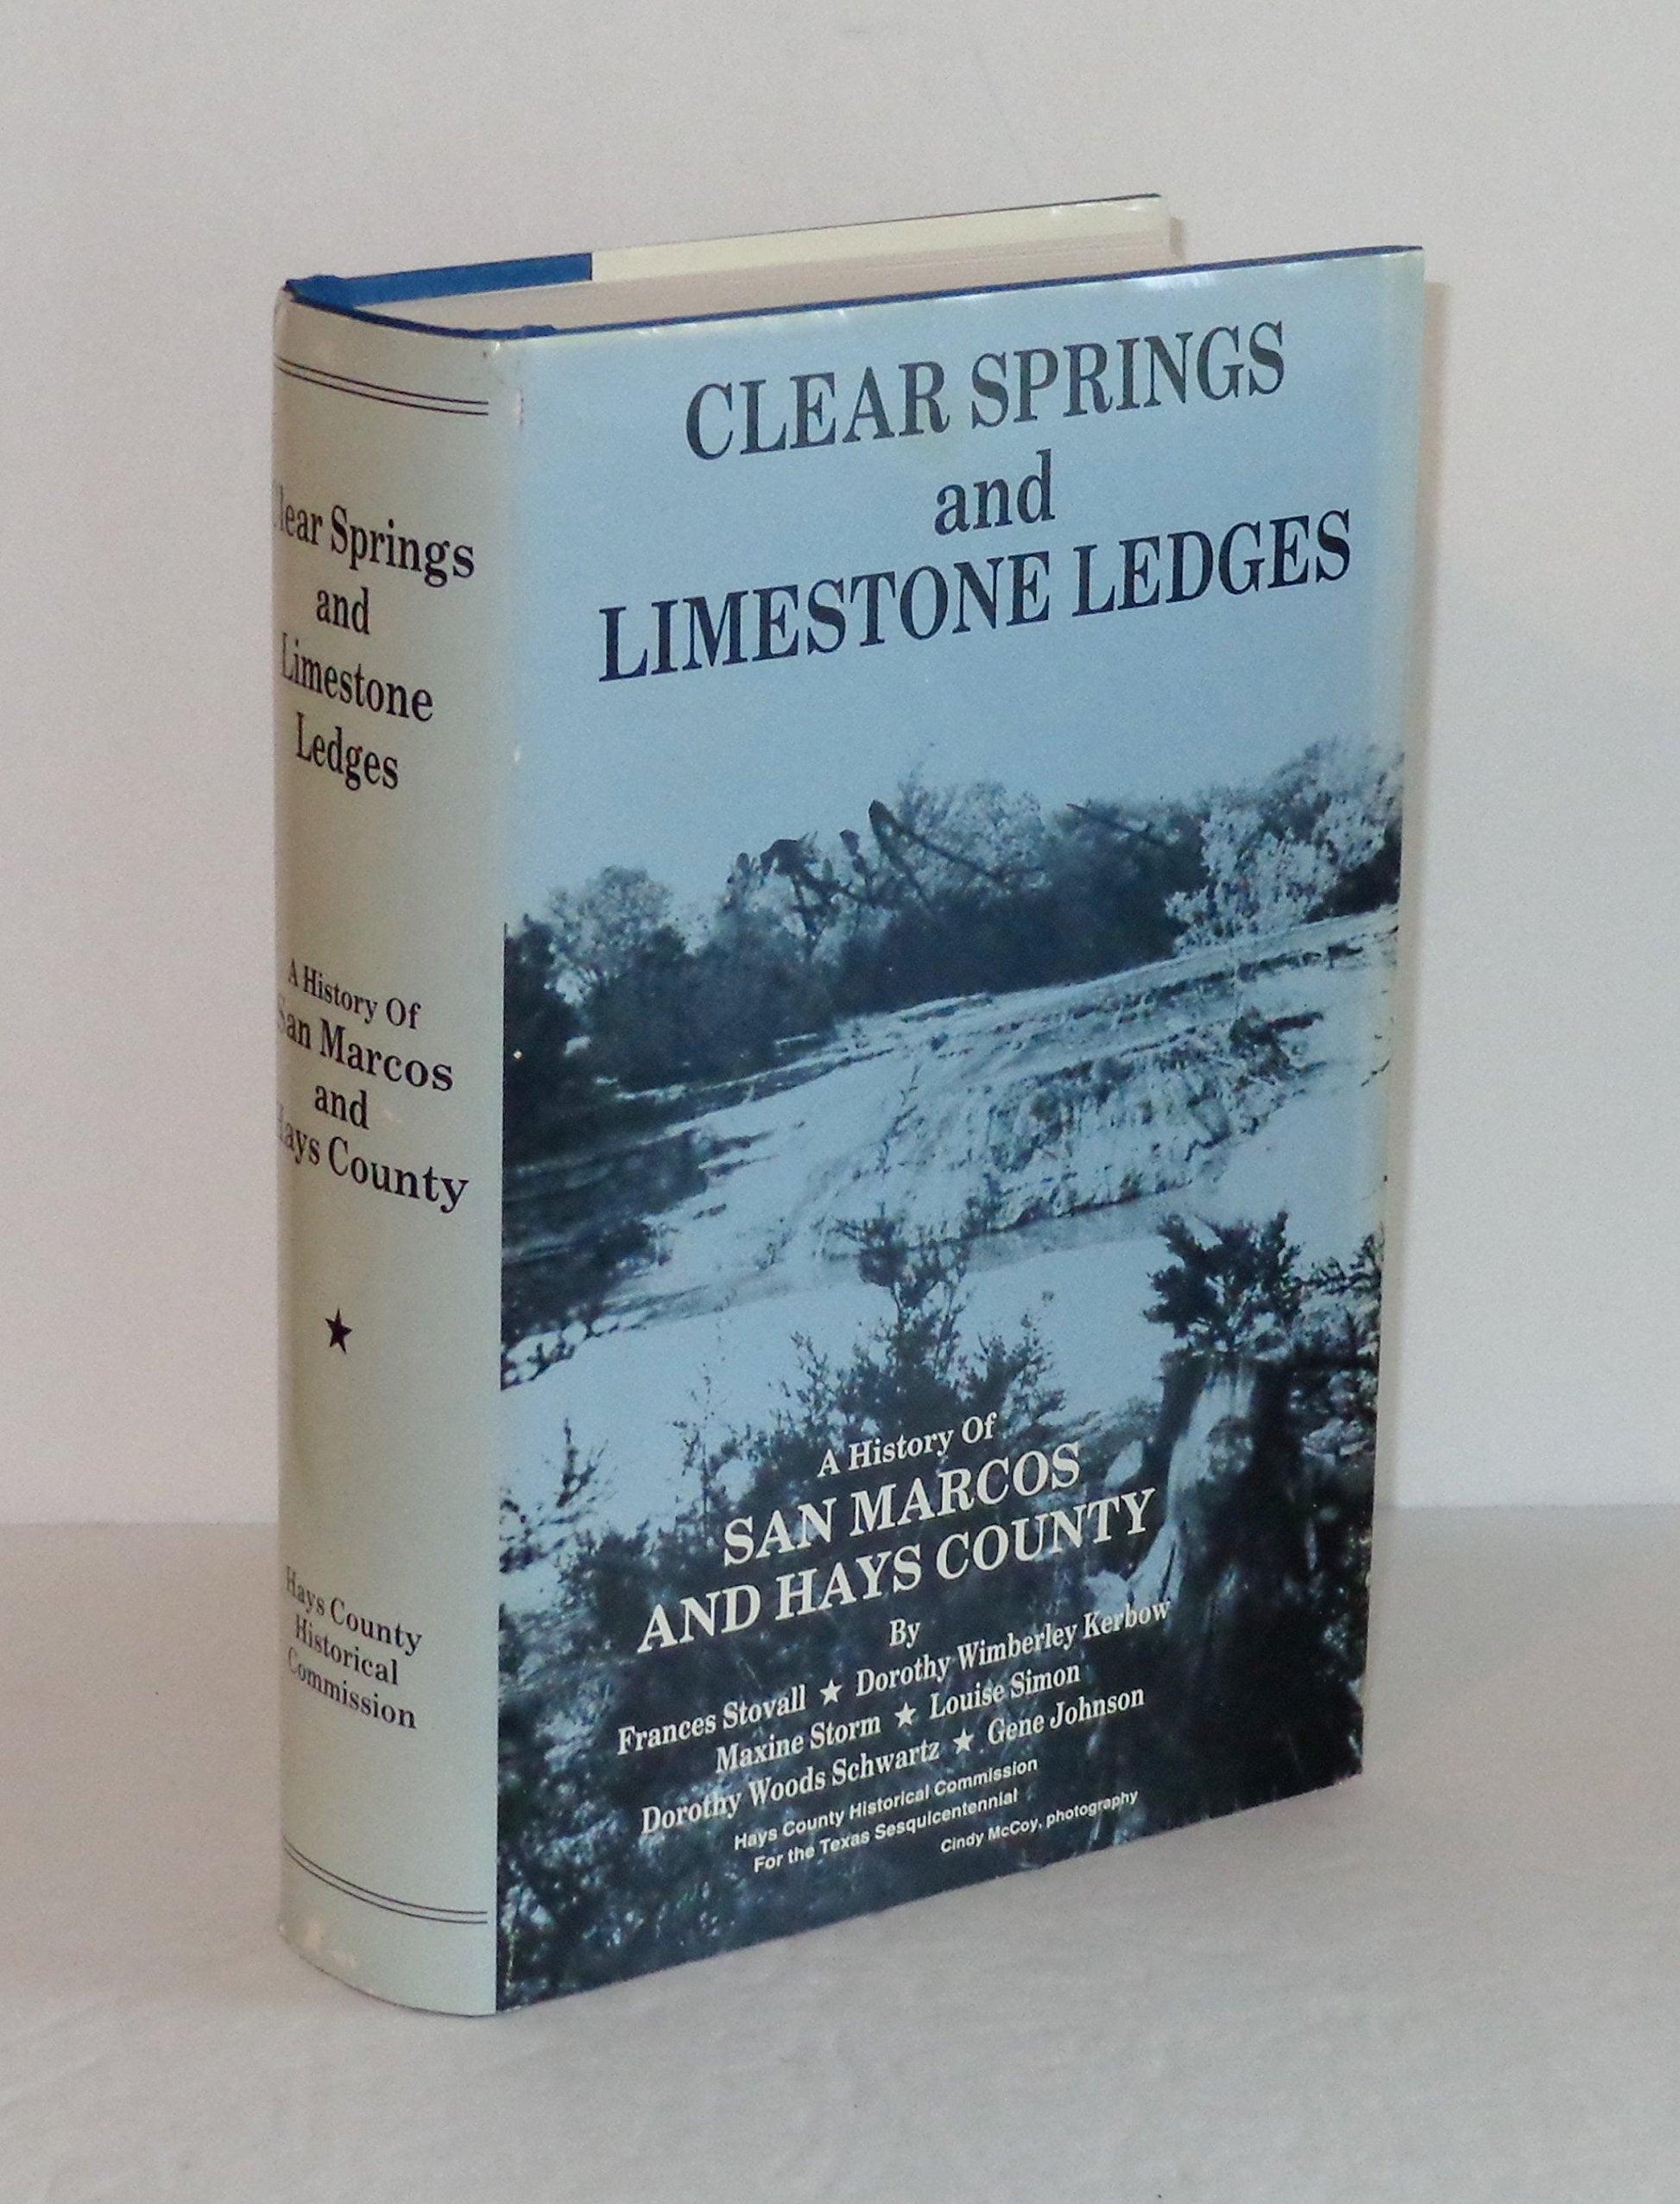 Clear Springs
and
Limestone
Ledges
A History Of
San Marcos
and
Hays County
Hays County
Historical
Commission
CLEAR SPRINGS
and
LIMESTONE LEDGES
A History Of
SAN MARCOS
AND HAYS COUNTY
By
Frances Stovall ★ Dorothy Wimberley Kerbow
Maxine Storm ★ Louise Simon
Dorothy Woods Schwartz ★ Gene Johnson
Hays County Historical Commission
For the Texas Sesquicentennial
Cindy McCoy, photography